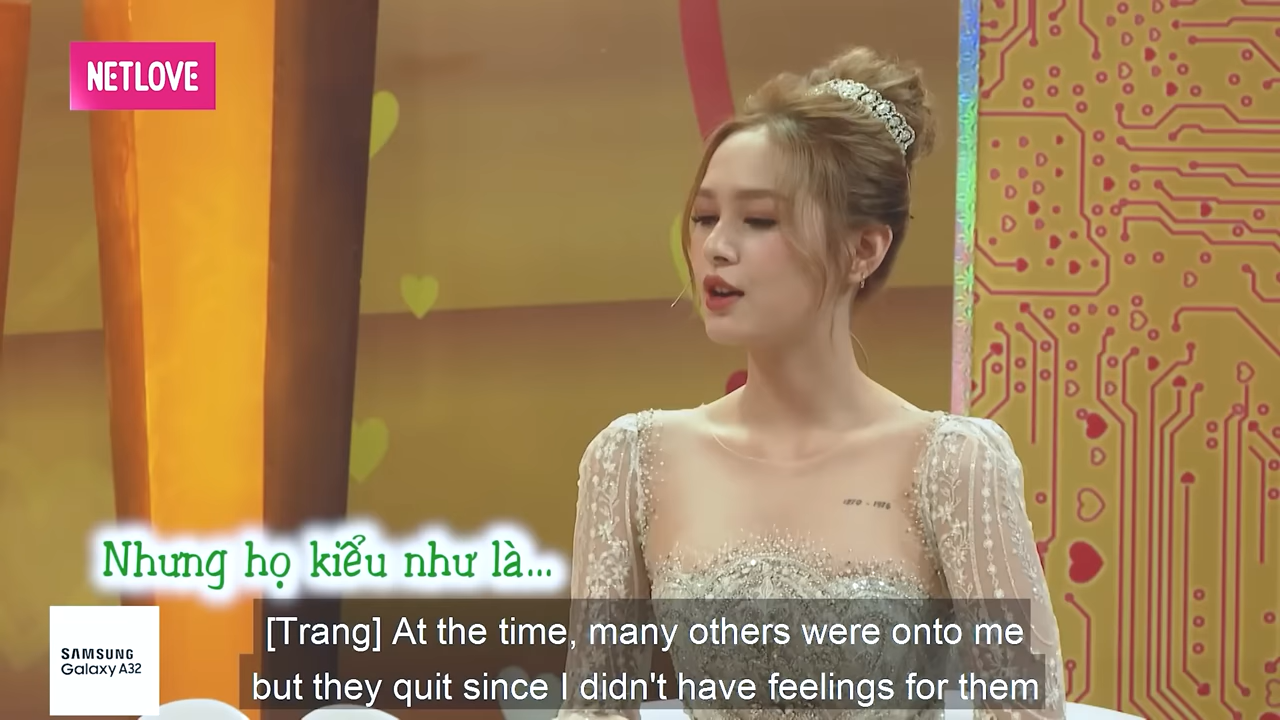 NETLOVE
Nhưng họ kiểu như là...
SAMSUNG
Galaxy A32
[Trang] At the time, many others were onto me
but they quit since I didn't have feelings for them